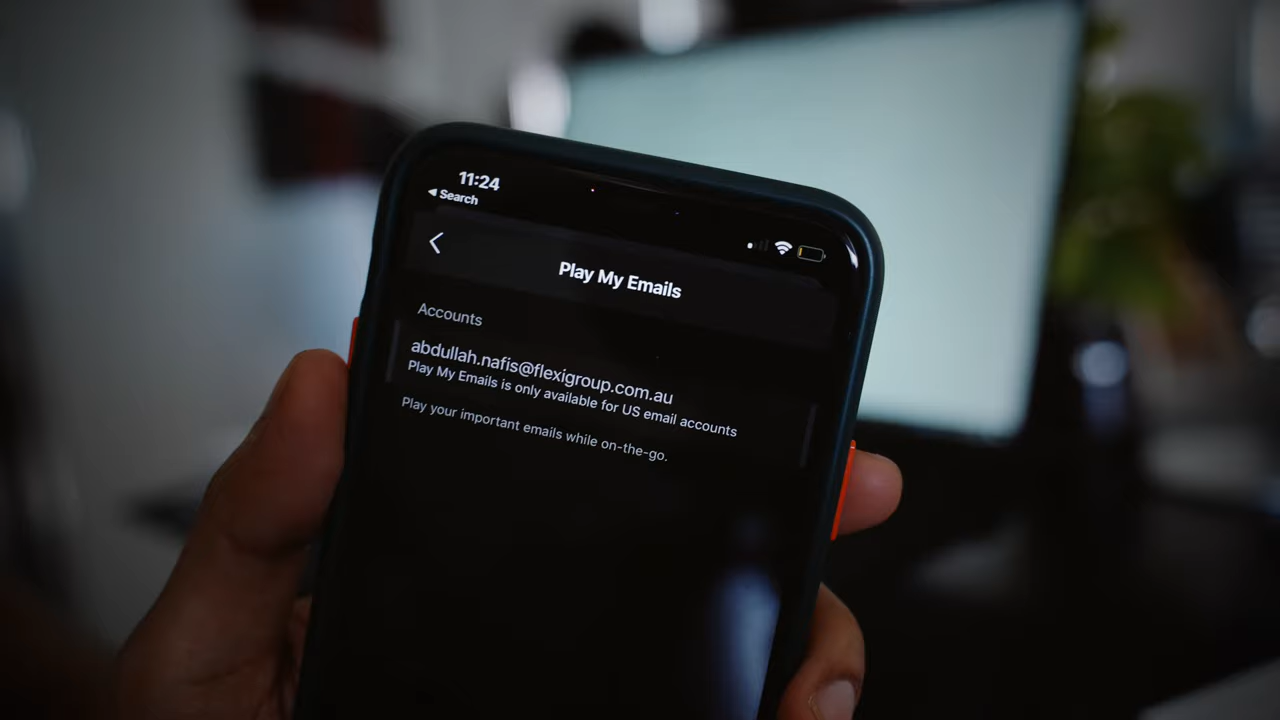 11:24
◀ Search
Play My Emails
Accounts
abdullah.nafis@flexigroup.com.au
Play My Emails is only available for US email accounts
Play your important emails while on-the-go.